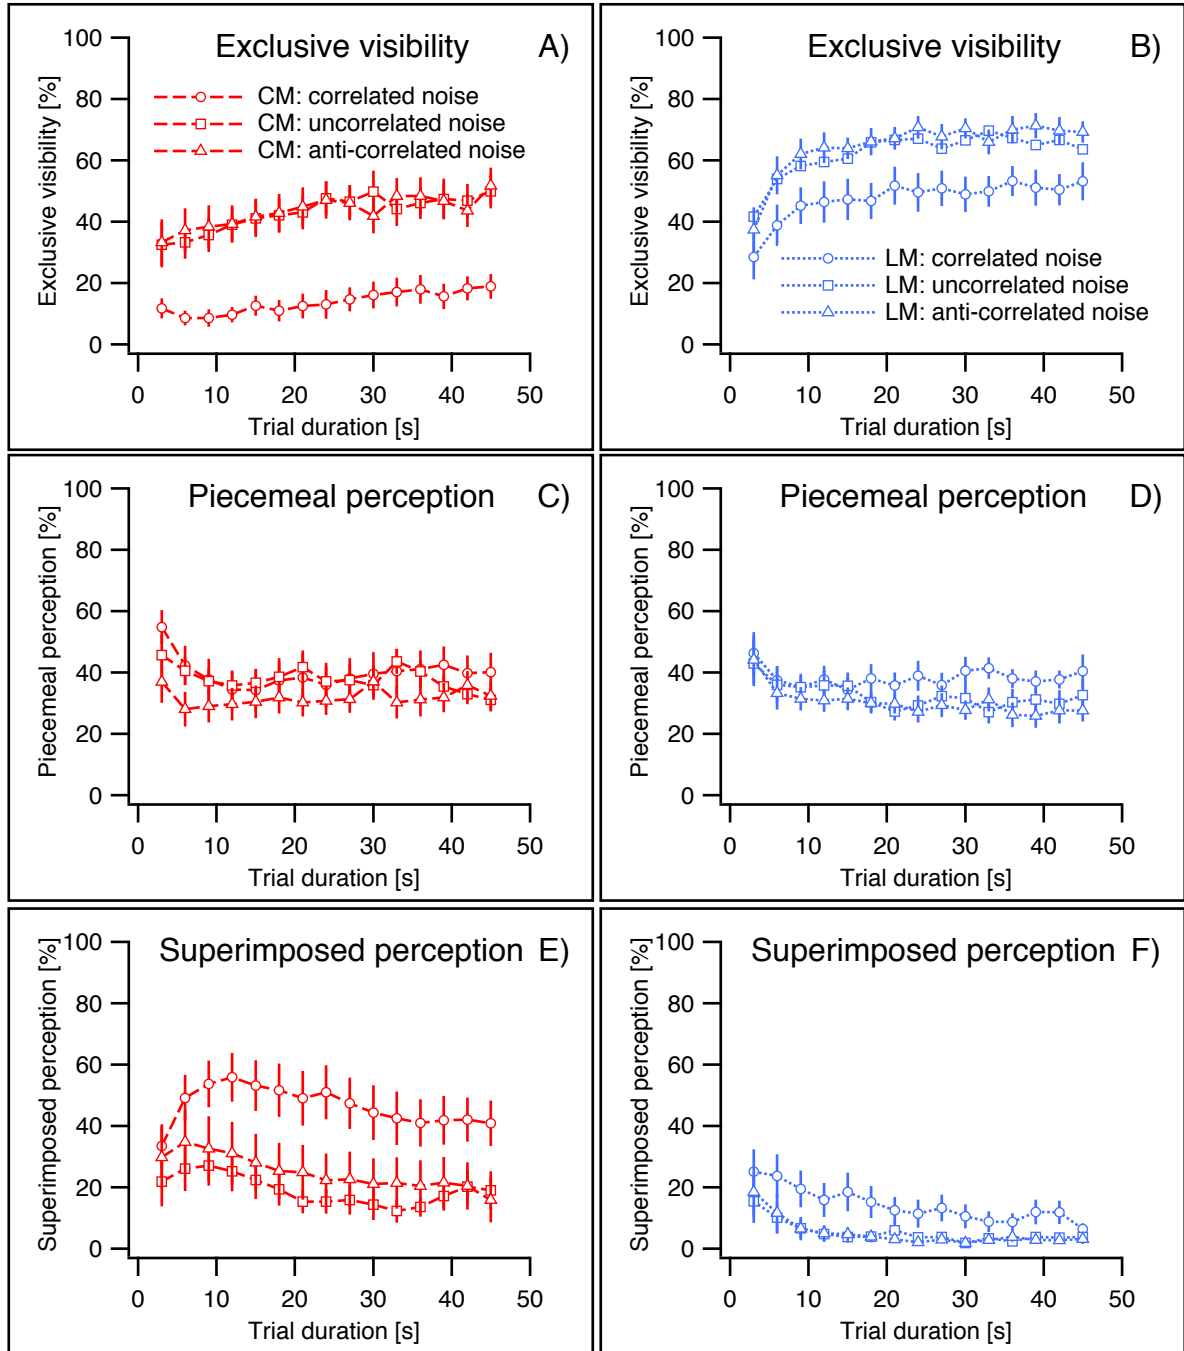 Exclusive visibility A)
Exclusive visibility [%]
100
80
60
40
20
0
CM: correlated noise
CM: uncorrelated noise
CM: anti-correlated noise
0 10 20 30 40 50
Trial duration [s]
Exclusive visibility B)
Exclusive visibility [%]
100
80
60
40
20
0
LM: correlated noise
LM: uncorrelated noise
LM: anti-correlated noise
0 10 20 30 40 50
Trial duration [s]
Piecemeal perception C)
Piecemeal perception [%]
100
80
60
40
20
0
0 10 20 30 40 50
Trial duration [s]
Piecemeal perception D)
Piecemeal perception [%]
100
80
60
40
20
0
0 10 20 30 40 50
Trial duration [s]
Superimposed perception E)
Superimposed perception [%]
100
80
60
40
20
0
0 10 20 30 40 50
Trial duration [s]
Superimposed perception F)
Superimposed perception [%]
100
80
60
40
20
0
0 10 20 30 40 50
Trial duration [s]